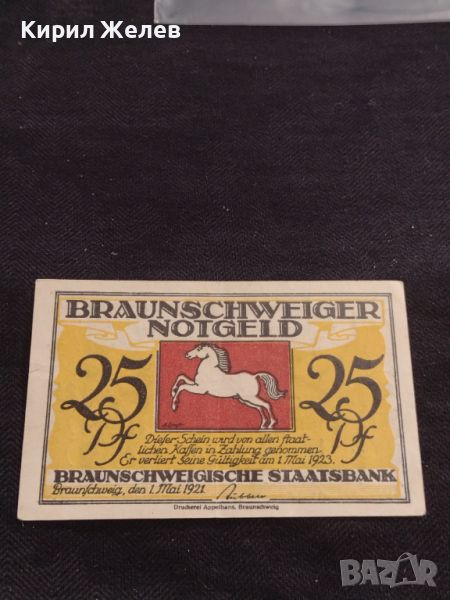 Кирил Желев
BRAUNSCHWEIGER
NOTGELD
25 Pf
25 Pf
Dieser Schein wird von allen staat-
lichen Kassen in Zahlung genommen.
Er verliert seine Gültigkeit am 1. Mai 1923.
BRAUNSCHWEIGISCHE STAATSBANK
Braunschweig, den 1. Mai 1921.
Druckerei Appelhans, Braunschweig
BAZAR